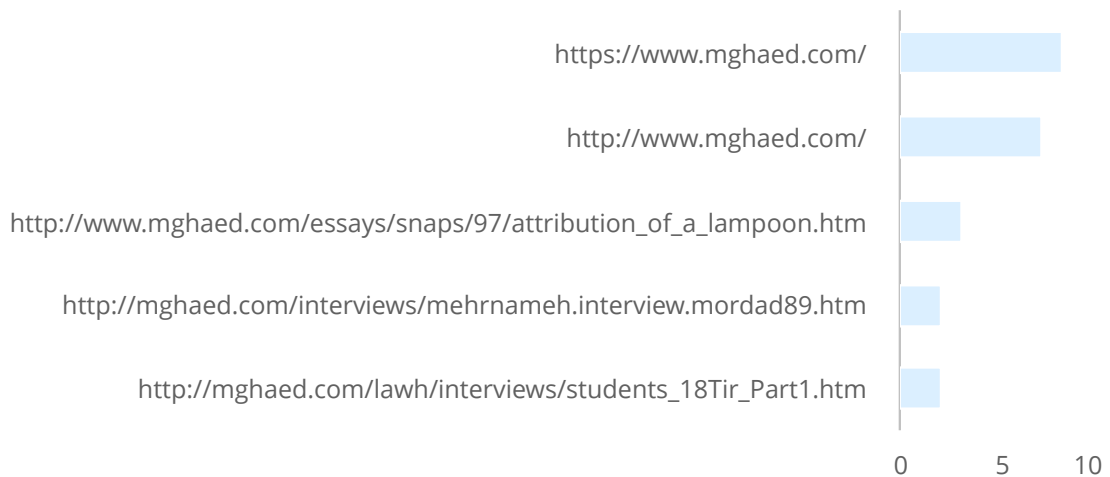 https://www.mghaed.com/
http://www.mghaed.com/
http://www.mghaed.com/essays/snaps/97/attribution_of_a_lampoon.htm
http://mghaed.com/interviews/mehrnameh.interview.mordad89.htm
http://mghaed.com/lawh/interviews/students_18Tir_Part1.htm
0 5 10